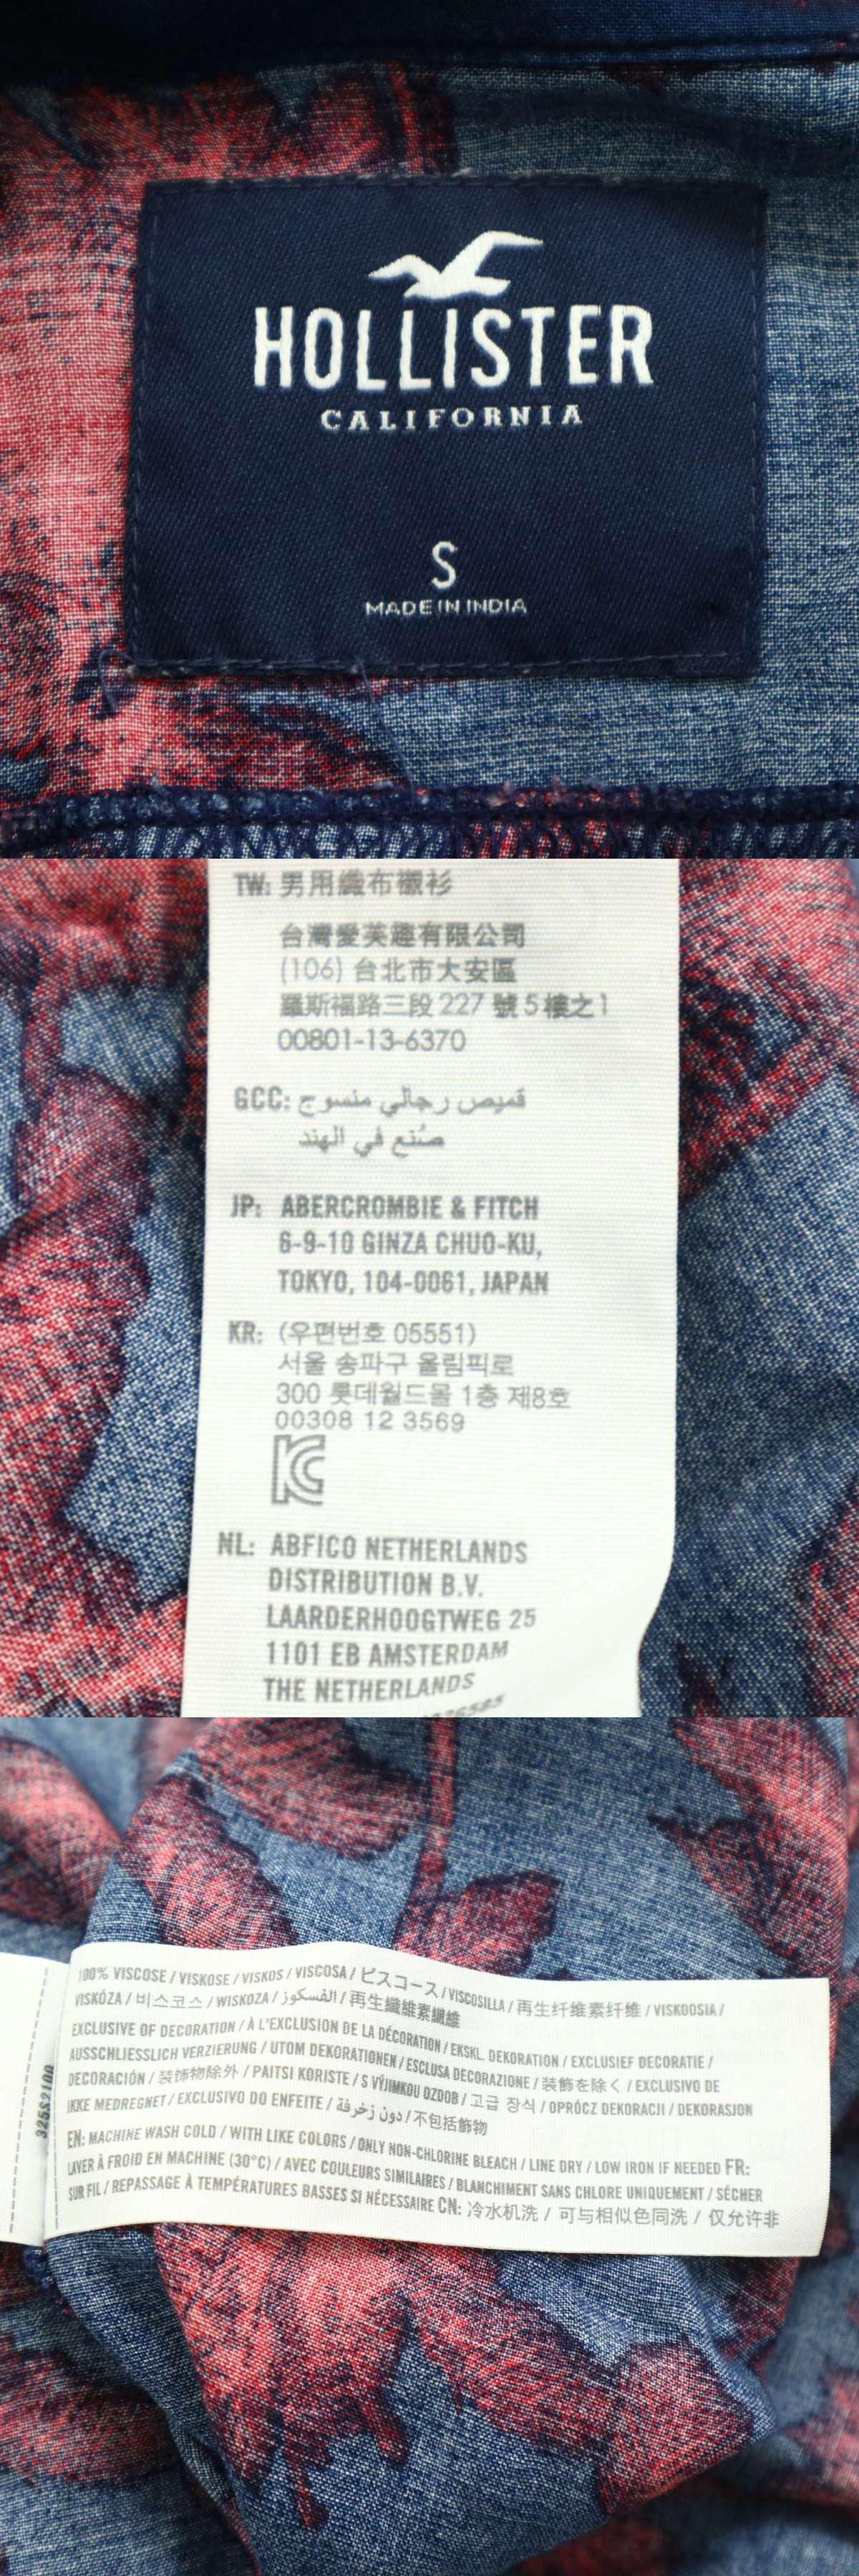 HOLLISTER
CALIFORNIA
S
MADE IN INDIA
TW: 男用織布襯衫
台灣愛芙趣有限公司
(106) 台北市大安區
羅斯福路三段 227 號 5 樓之1
00801-13-6370
GCC: قميص رجالي منسوج
صُنع في الهند
JP: ABERCROMBIE & FITCH
6-9-10 GINZA CHUO-KU,
TOKYO, 104-0061, JAPAN
KR: (우편번호 05551)
서울 송파구 올림픽로
300 롯데월드몰 1층 제8호
00308 12 3569
NL: ABFICO NETHERLANDS
DISTRIBUTION B.V.
LAARDERHOOGTWEG 25
1101 EB AMSTERDAM
THE NETHERLANDS
100% VISCOSE / VISKOSE / VISKOS / VISCOSA / ビスコース / VISCOSILLA / 再生纤维素纤维 / VISKOOSIA /
VISKÓZA / 비스코스 / WISKOZA / الفسكوز / 再生纖維素纖維
EXCLUSIVE OF DECORATION / À L'EXCLUSION DE LA DÉCORATION / EKSKL. DEKORATION / EXCLUSIEF DECORATIE /
AUSSCHLIESSLICH VERZIERUNG / UTOM DEKORATIONEN / ESCLUSA DECORAZIONE / 装飾を除く / EXCLUSIVO DE
DECORACIÓN / 装饰物除外 / PAITSI KORISTE / S VÝJIMKOU OZDOB / 고급 장식 / OPRÓCZ DEKORACJI / DEKORASJON
IKKE MEDREGNET / EXCLUSIVO DO ENFEITE / دون زخرفة / 不包括飾物
EN: MACHINE WASH COLD / WITH LIKE COLORS / ONLY NON-CHLORINE BLEACH / LINE DRY / LOW IRON IF NEEDED FR:
LAVER À FROID EN MACHINE (30°C) / AVEC COULEURS SIMILAIRES / BLANCHIMENT SANS CHLORE UNIQUEMENT / SÉCHER
SUR FIL / REPASSAGE À TEMPÉRATURES BASSES SI NÉCESSAIRE CN: 冷水机洗 / 可与相似色同洗 / 仅允许非